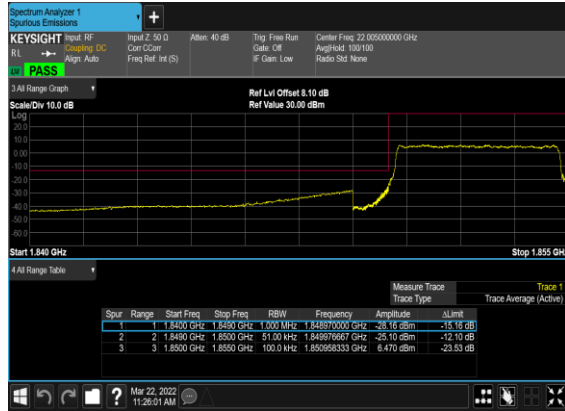 Spectrum Analyzer 1
Spurious Emissions
+
KEYSIGHT Input: RF Input Z: 50 Ω Atten: 40 dB Trig: Free Run Center Freq: 22.005000000 GHz
RL Coupling: DC Corr CCorr Gate: Off Avg|Hold: 100/100
Align: Auto Freq Ref: Int (S) IF Gain: Low Radio Std: None
PASS
3 All Range Graph
Ref Lvl Offset 8.10 dB
Scale/Div 10.0 dB Ref Value 30.00 dBm
Log
20.0
10.0
0.00
-10.0
-20.0
-30.0
-40.0
-50.0
-60.0
Start 1.840 GHz Stop 1.855 GH
4 All Range Table
Measure Trace Trace 1
Trace Type Trace Average (Active)
Spur Range Start Freq Stop Freq RBW Frequency Amplitude ΔLimit
1 1 1.8400 GHz 1.8490 GHz 1.000 MHz 1.848970000 GHz -28.16 dBm -15.16 dB
2 2 1.8490 GHz 1.8500 GHz 51.00 kHz 1.849976667 GHz -25.10 dBm -12.10 dB
3 3 1.8500 GHz 1.8550 GHz 100.0 kHz 1.850958333 GHz 6.470 dBm -23.53 dB
? Mar 22, 2022
11:26:01 AM